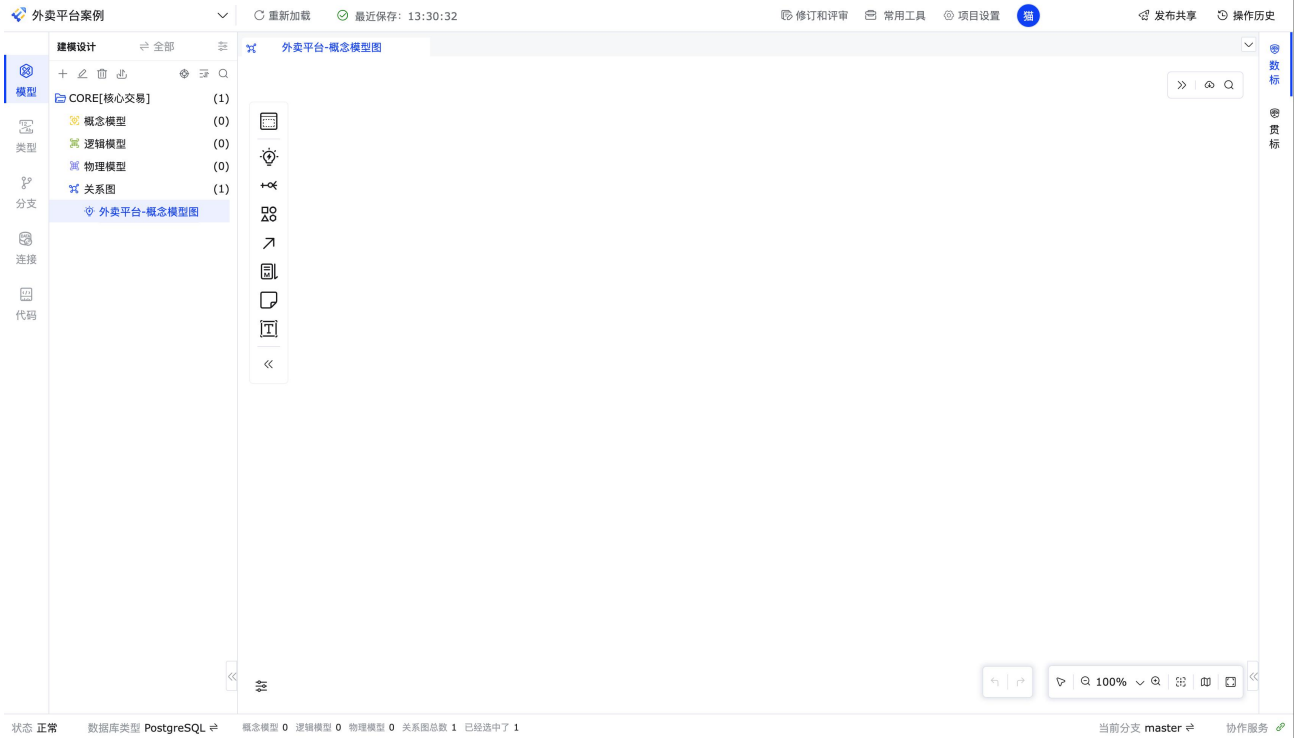 外卖平台案例
重新加载
最近保存：13:30:32
修订和评审
常用工具
项目设置
猫
发布共享
操作历史
建模设计
全部
外卖平台-概念模型图
模型
类型
分支
连接
代码
CORE[核心交易] (1)
概念模型 (0)
逻辑模型 (0)
物理模型 (0)
关系图 (1)
外卖平台-概念模型图
数标
贯标
100%
状态 正常
数据库类型 PostgreSQL
概念模型 0 逻辑模型 0 物理模型 0 关系图总数 1 已经选中了 1
当前分支 master
协作服务